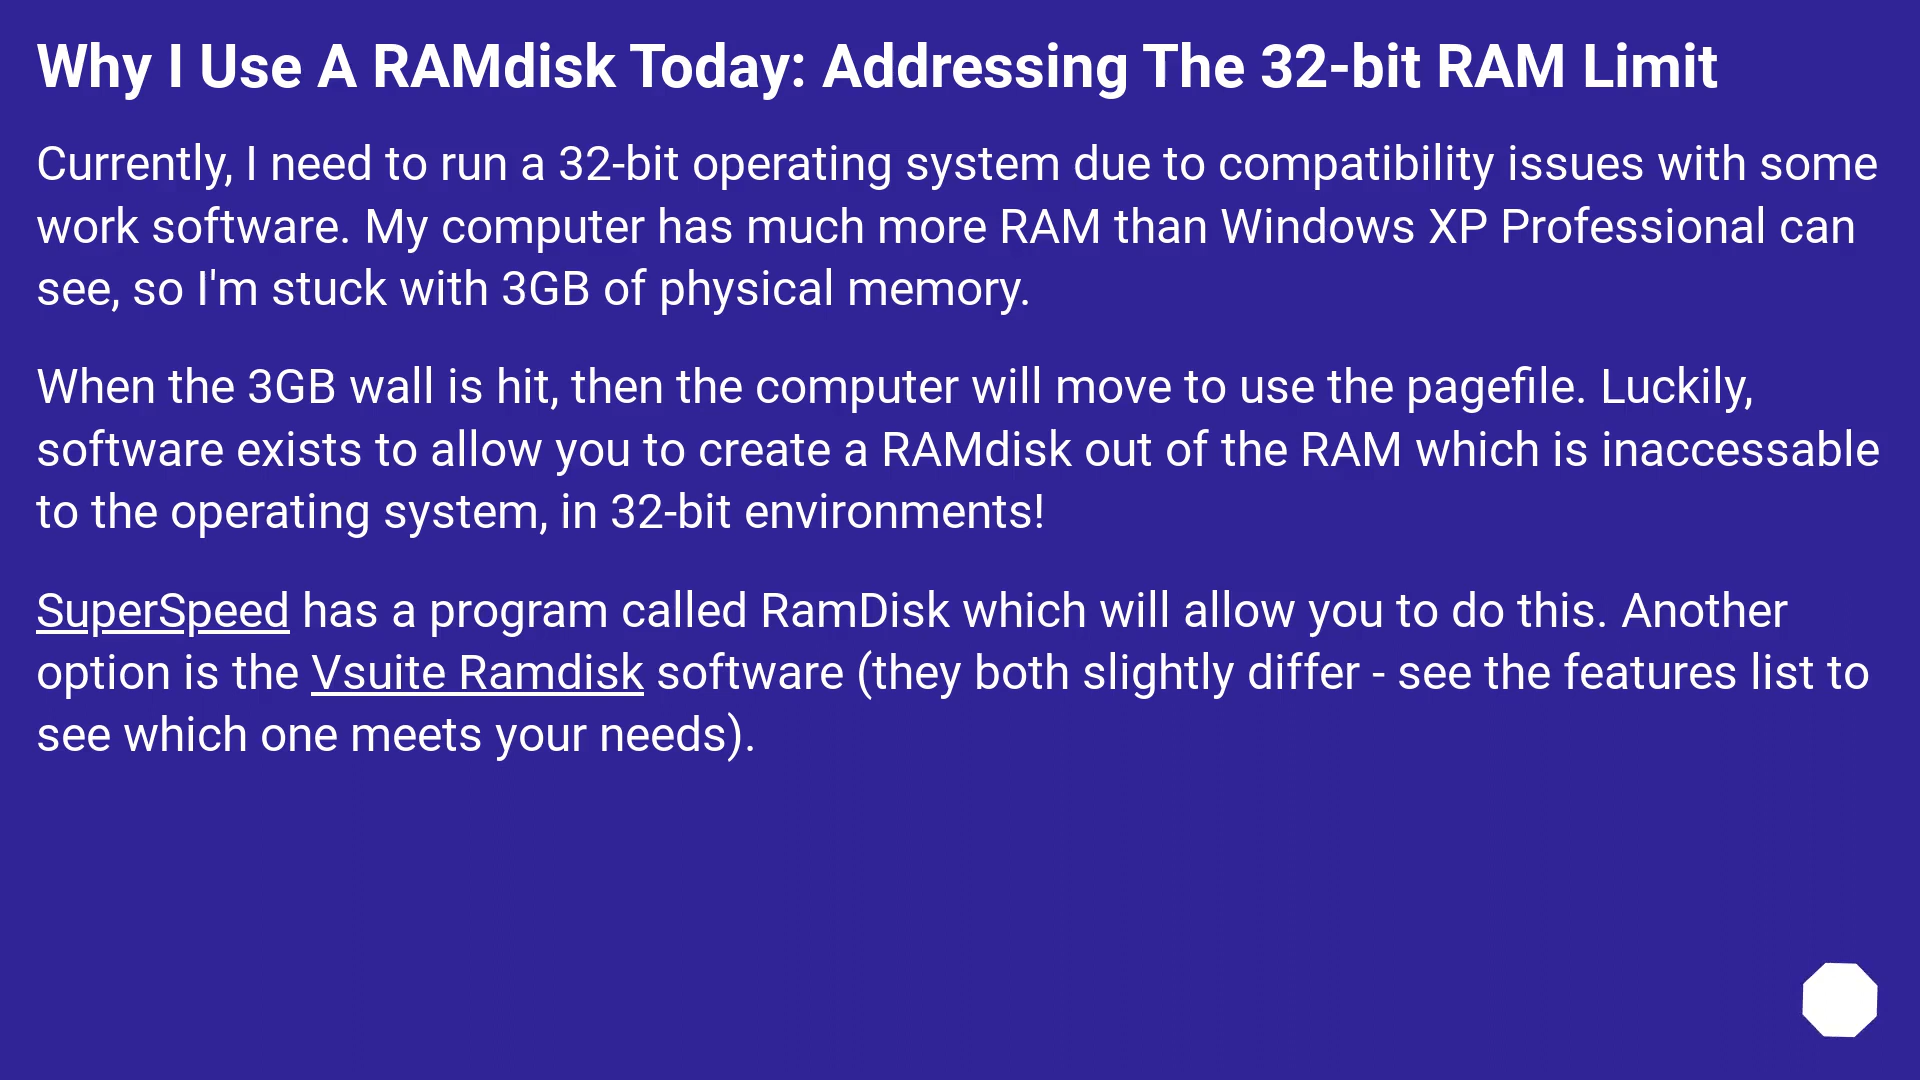 Why I Use A RAMdisk Today: Addressing The 32-bit RAM Limit
Currently, I need to run a 32-bit operating system due to compatibility issues with some
work software. My computer has much more RAM than Windows XP Professional can
see, so I'm stuck with 3GB of physical memory.
When the 3GB wall is hit, then the computer will move to use the pagefile. Luckily,
software exists to allow you to create a RAMdisk out of the RAM which is inaccessable
to the operating system, in 32-bit environments!
SuperSpeed has a program called RamDisk which will allow you to do this. Another
option is the Vsuite Ramdisk software (they both slightly differ - see the features list to
see which one meets your needs).